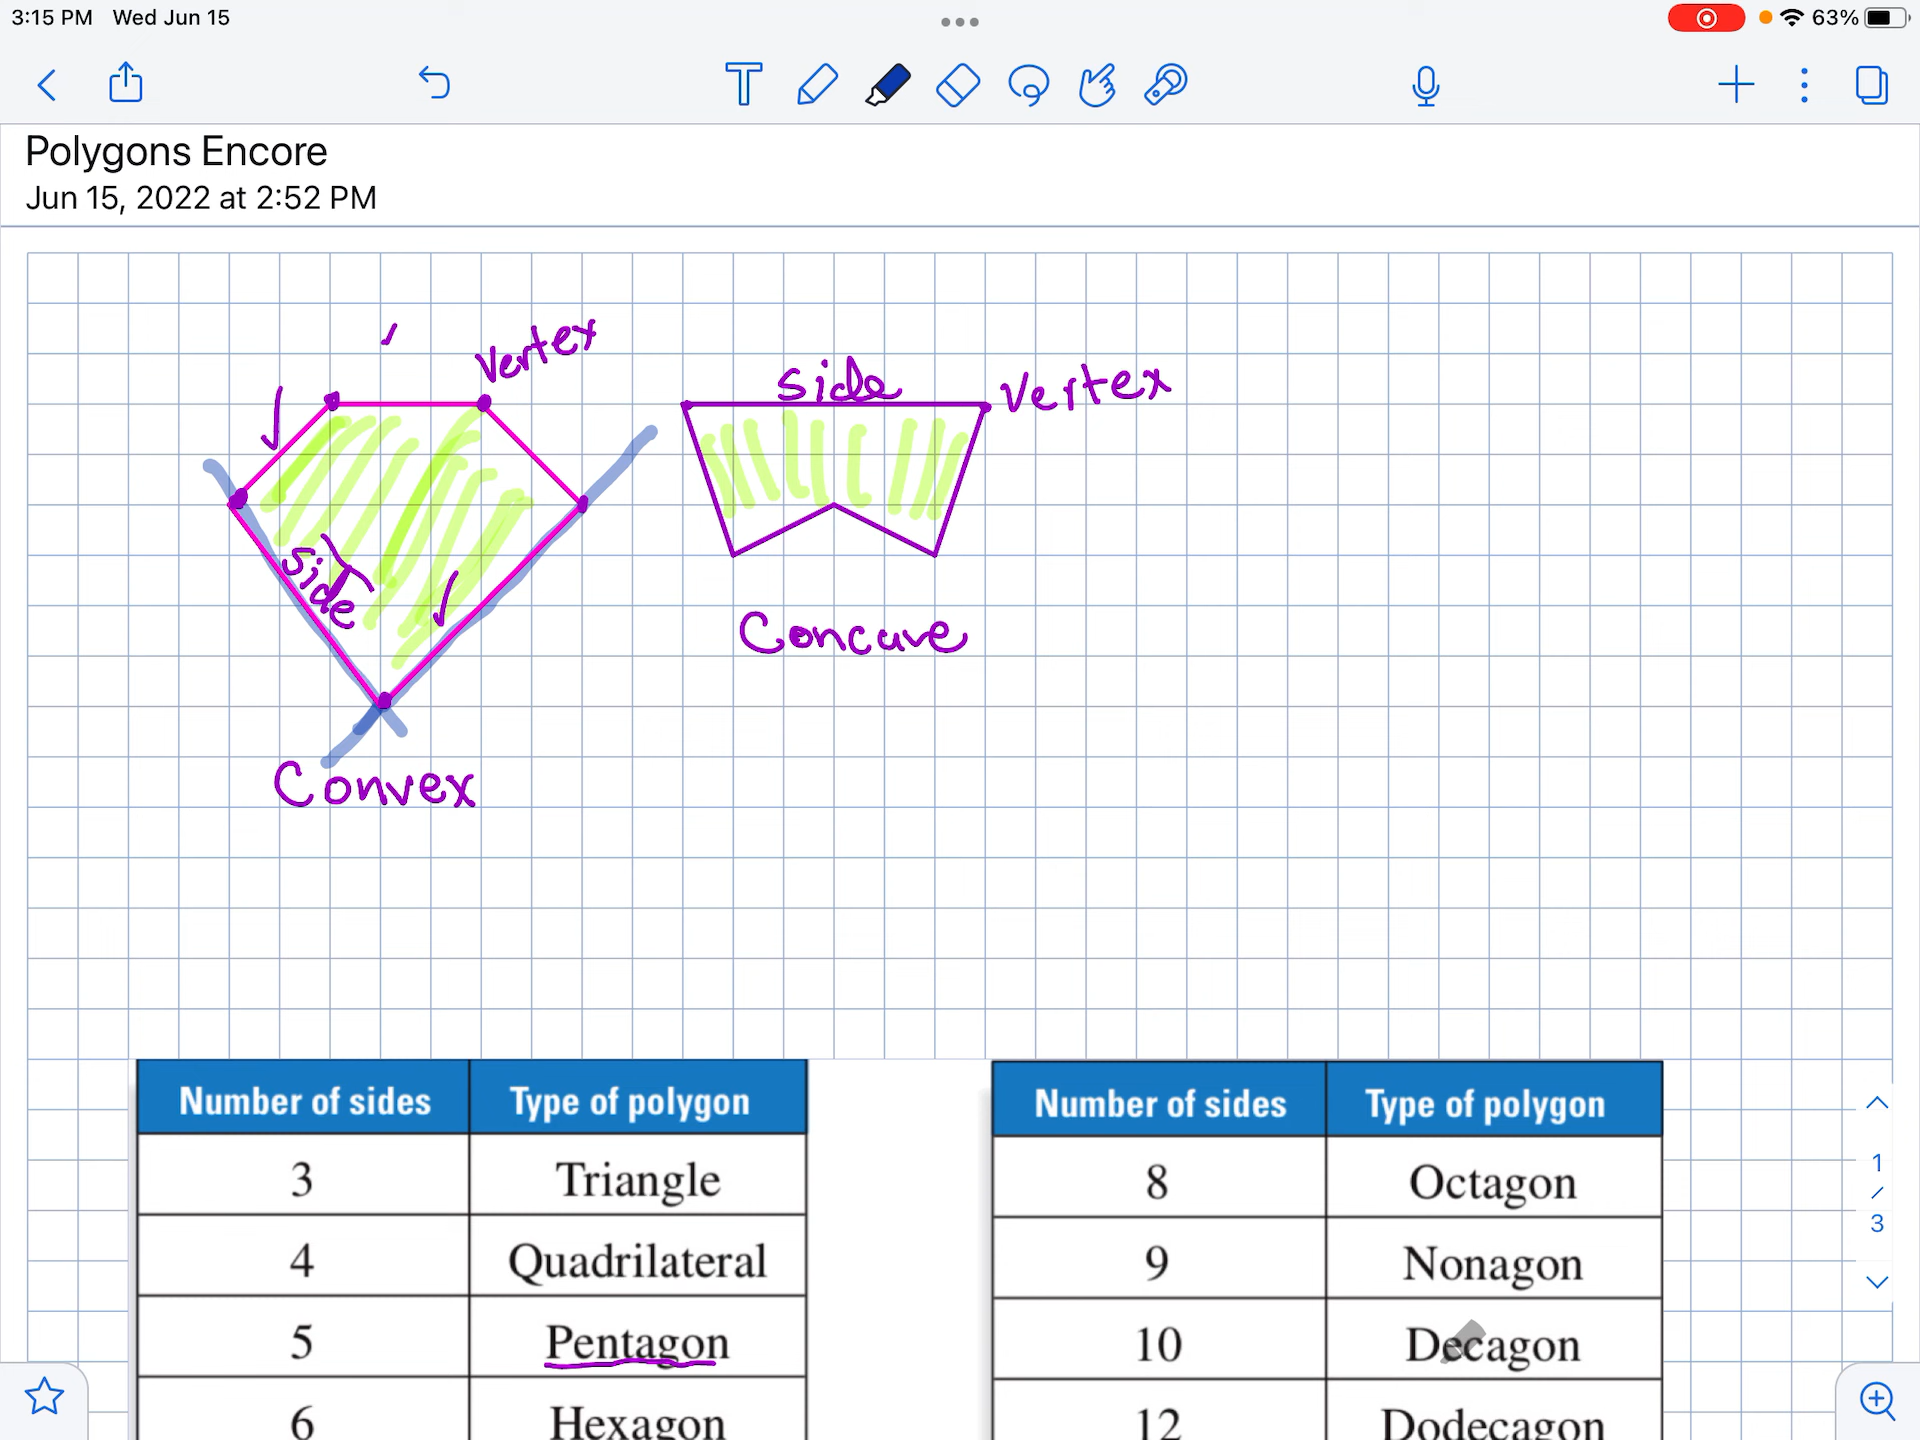 3:15 PM Wed Jun 15
63%
T
Polygons Encore
Jun 15, 2022 at 2:52 PM
Vertex
Side
Vertex
Side
Concave
Convex
Number of sides Type of polygon
3 Triangle
4 Quadrilateral
5 Pentagon
6 Hexagon
Number of sides Type of polygon
8 Octagon
9 Nonagon
10 Decagon
12 Dodecagon
1
/
3